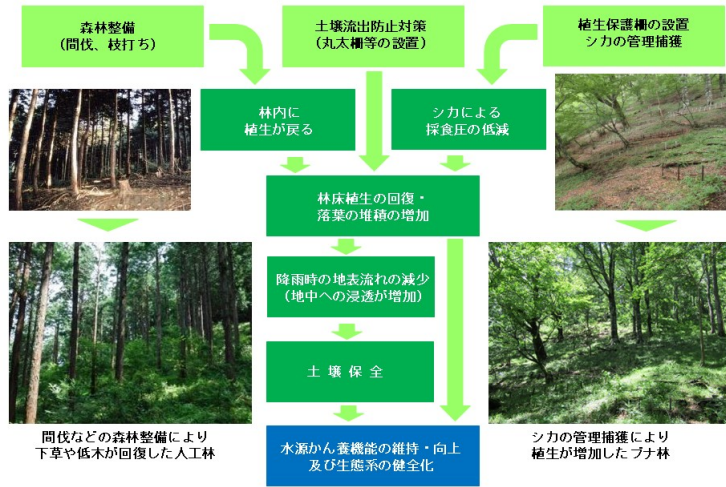 森林整備
(間伐、枝打ち)
土壌流出防止対策
(丸太柵等の設置)
植生保護柵の設置
シカの管理捕獲
林内に
植生が戻る
シカによる
採食圧の低減
林床植生の回復・
落葉の堆積の増加
降雨時の地表流れの減少
(地中への浸透が増加)
土 壌 保 全
水源かん養機能の維持・向上
及び生態系の健全化
間伐などの森林整備により
下草や低木が回復した人工林
シカの管理捕獲により
植生が増加したブナ林